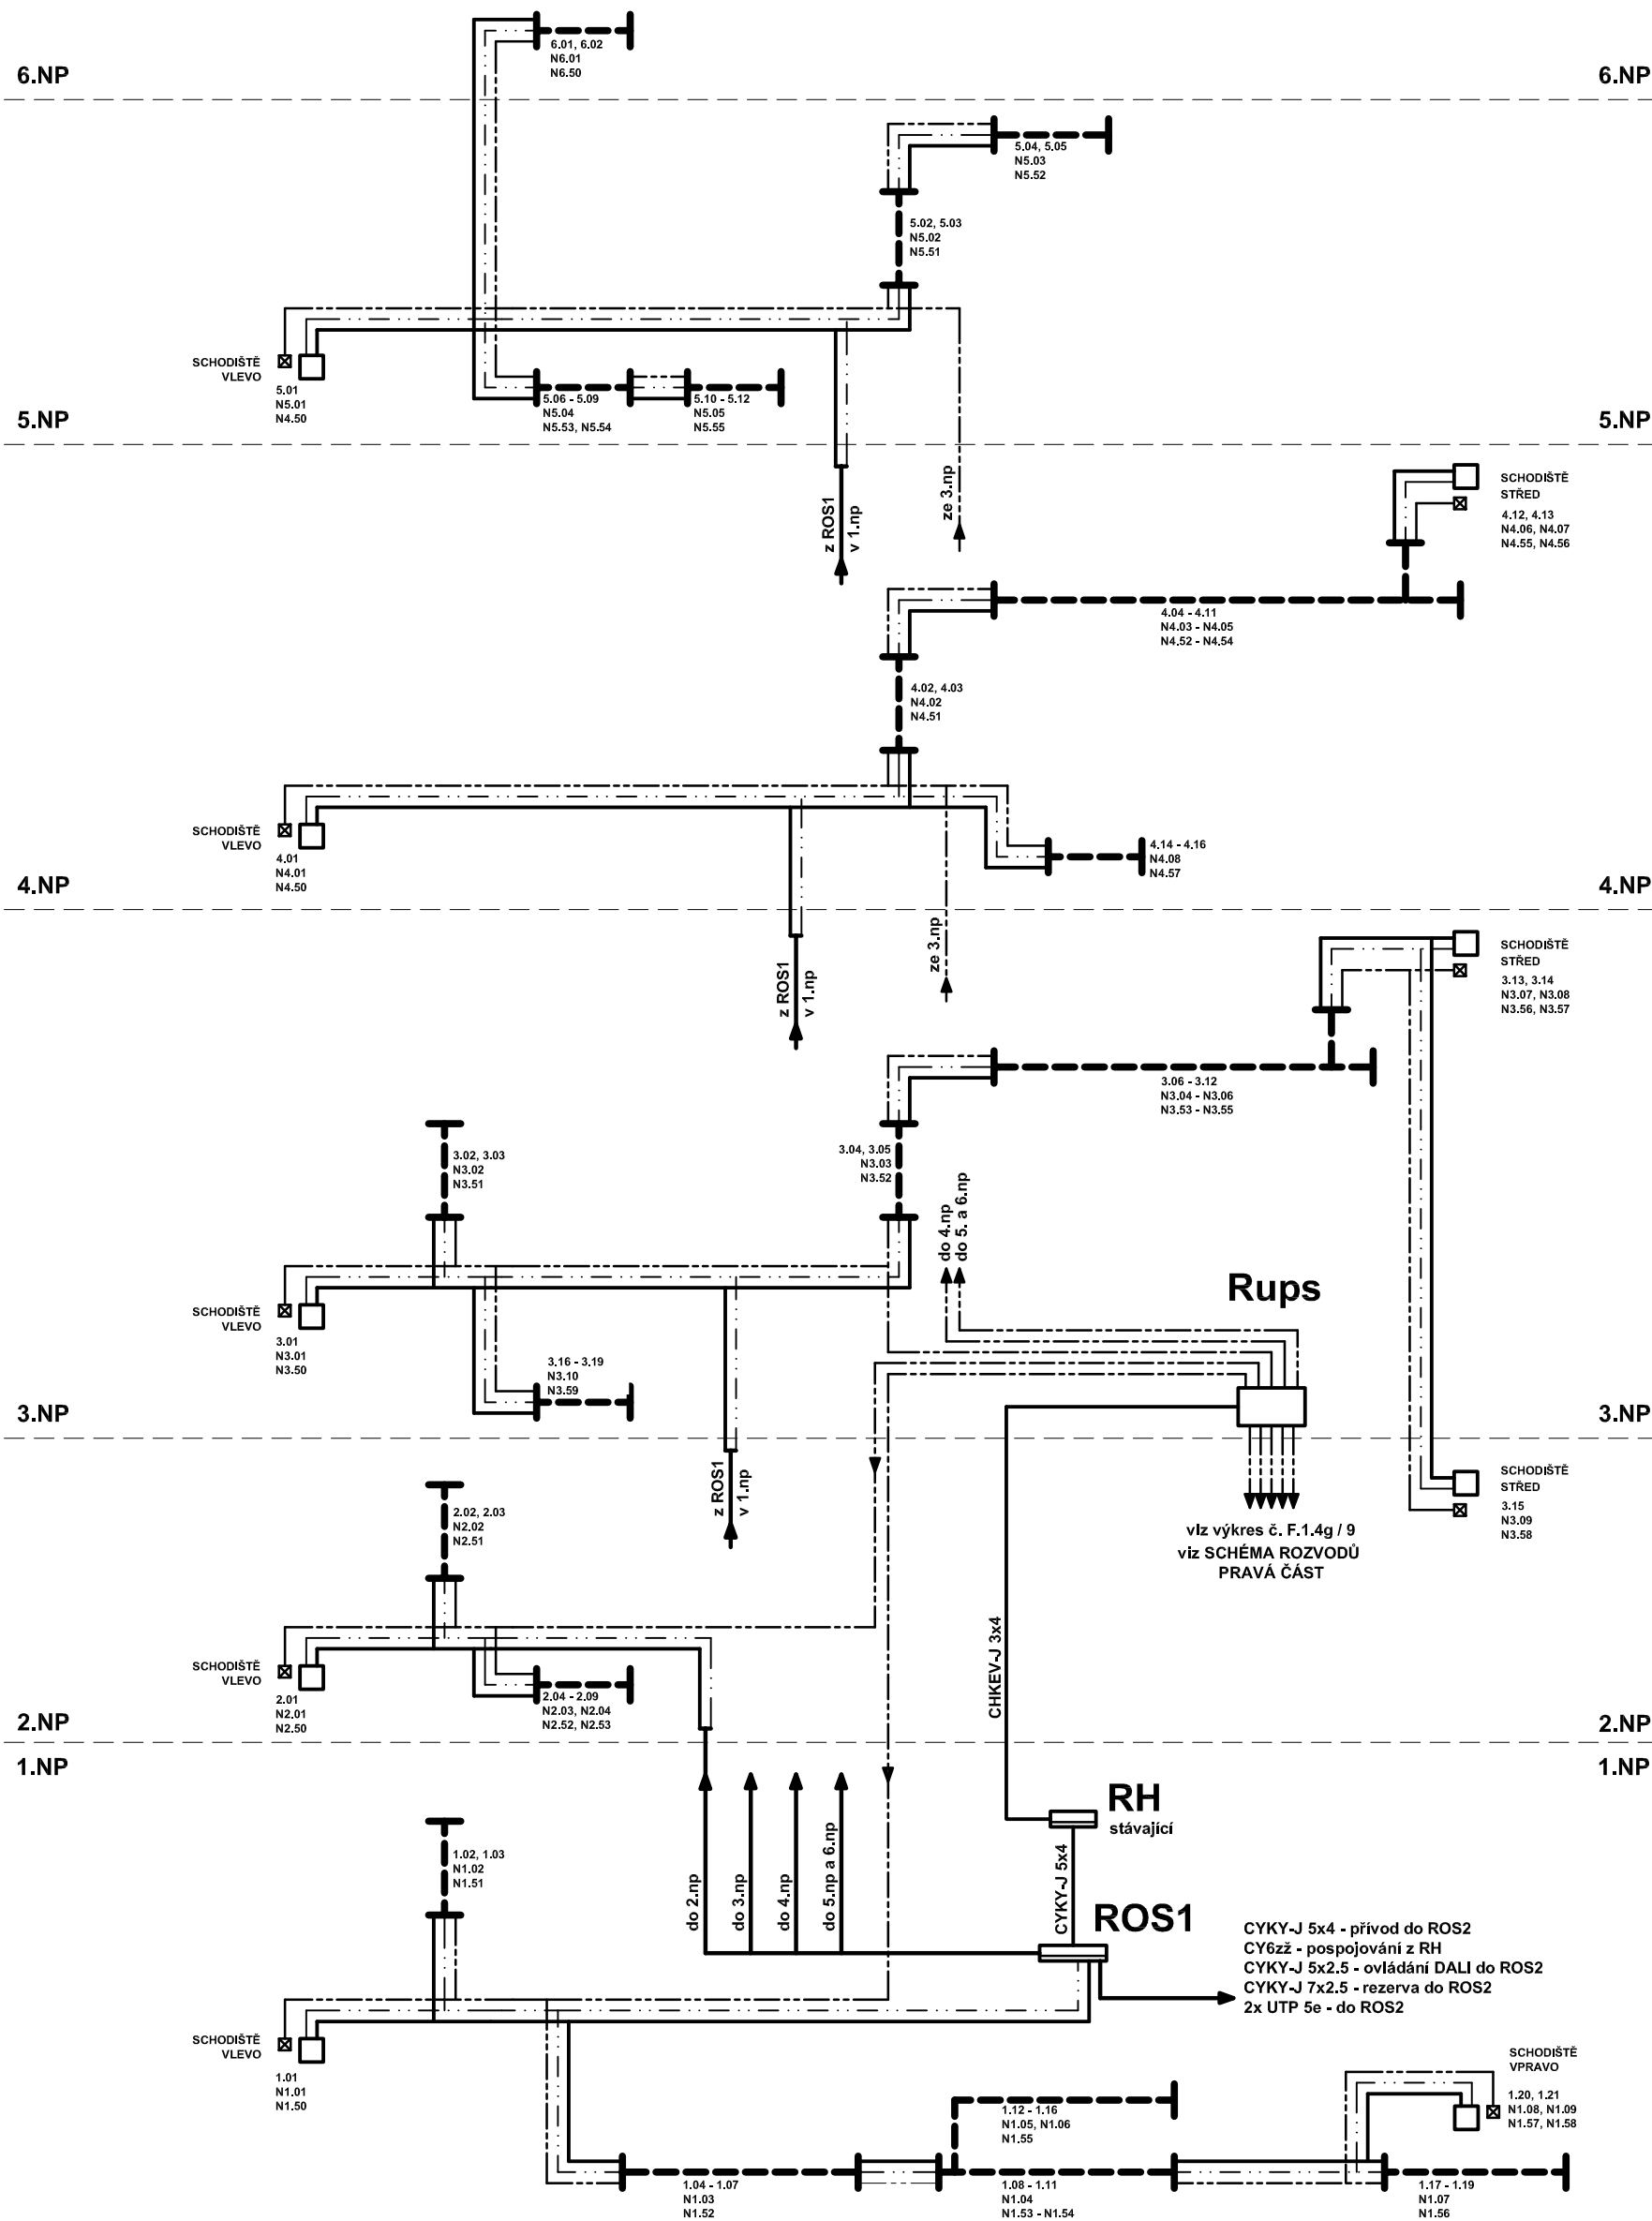 6.01, 6.02
N6.01
N6.50
6.NP
6.NP
5.04, 5.05
N5.03
N5.52
5.02, 5.03
N5.02
N5.51
SCHODIŠTĚ
VLEVO
5.01
N5.01
N4.50
5.06 - 5.09
N5.04
N5.53, N5.54
5.10 - 5.12
N5.05
N5.55
5.NP
5.NP
z ROS1
v 1.np
ze 3.np
SCHODIŠTĚ
STŘED
4.12, 4.13
N4.06, N4.07
N4.55, N4.56
4.04 - 4.11
N4.03 - N4.05
N4.52 - N4.54
4.02, 4.03
N4.02
N4.51
SCHODIŠTĚ
VLEVO
4.01
N4.01
N4.50
4.14 - 4.16
N4.08
N4.57
4.NP
4.NP
z ROS1
v 1.np
ze 3.np
SCHODIŠTĚ
STŘED
3.13, 3.14
N3.07, N3.08
N3.56, N3.57
3.06 - 3.12
N3.04 - N3.06
N3.53 - N3.55
3.02, 3.03
N3.02
N3.51
3.04, 3.05
N3.03
N3.52
do 4.np
do 5. a 6.np
Rups
SCHODIŠTĚ
VLEVO
3.01
N3.01
N3.50
3.16 - 3.19
N3.10
N3.59
3.NP
3.NP
z ROS1
v 1.np
SCHODIŠTĚ
STŘED
3.15
N3.09
N3.58
2.02, 2.03
N2.02
N2.51
viz výkres č. F.1.4g / 9
viz SCHÉMA ROZVODŮ
PRAVÁ ČÁST
CHKEV-J 3x4
SCHODIŠTĚ
VLEVO
2.01
N2.01
N2.50
2.04 - 2.09
N2.03, N2.04
N2.52, N2.53
2.NP
2.NP
1.NP
1.NP
RH
stávající
1.02, 1.03
N1.02
N1.51
do 2.np
do 3.np
do 4.np
do 5.np a 6.np
CYKY-J 5x4
ROS1
CYKY-J 5x4 - přívod do ROS2
CY6zž - pospojování z RH
CYKY-J 5x2.5 - ovládání DALI do ROS2
CYKY-J 7x2.5 - rezerva do ROS2
2x UTP 5e - do ROS2
SCHODIŠTĚ
VLEVO
1.01
N1.01
N1.50
SCHODIŠTĚ
VPRAVO
1.20, 1.21
N1.08, N1.09
N1.57, N1.58
1.12 - 1.16
N1.05, N1.06
N1.55
1.04 - 1.07
N1.03
N1.52
1.08 - 1.11
N1.04
N1.53 - N1.54
1.17 - 1.19
N1.07
N1.56